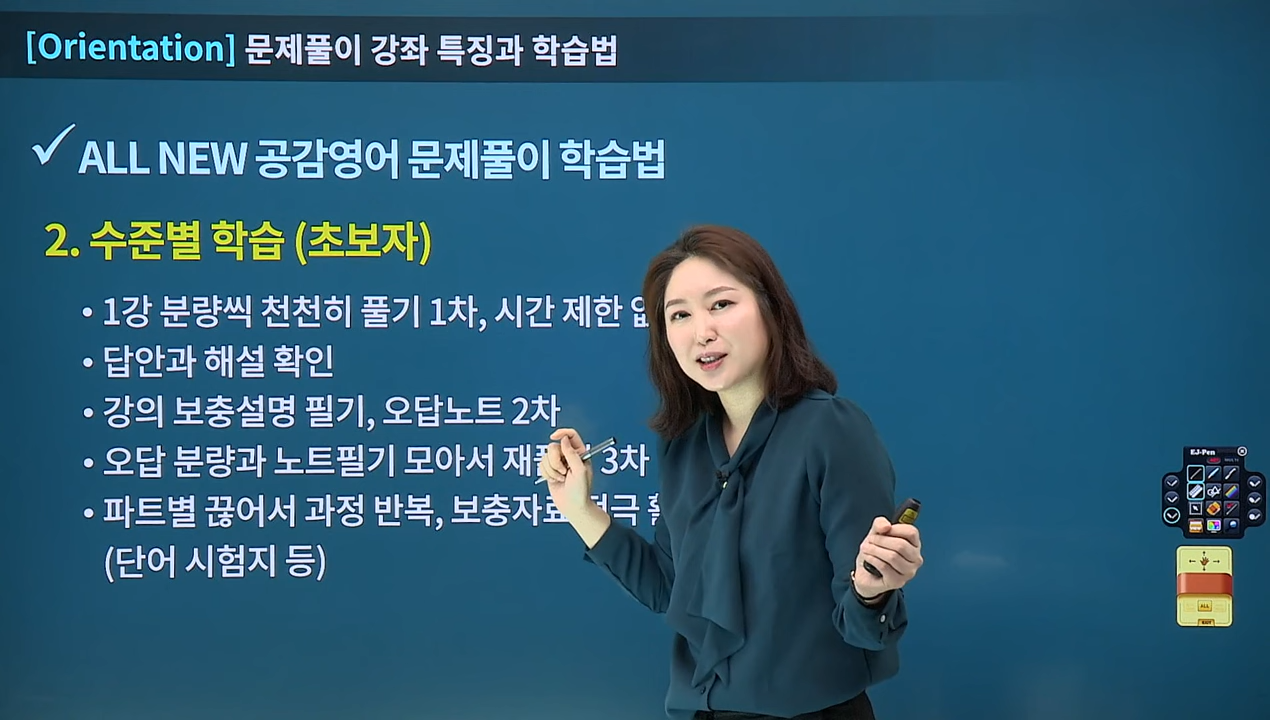 [Orientation] 문제풀이 강좌 특징과 학습법
ALL NEW 공감영어 문제풀이 학습법
2. 수준별 학습 (초보자)
• 1강 분량씩 천천히 풀기 1차, 시간 제한
• 답안과 해설 확인
• 강의 보충설명 필기, 오답노트 2차
• 오답 분량과 노트필기 모아서 3차
• 파트별 끊어서 과정 반복, 보충자료
(단어 시험지 등)
EJ-Pen
ALL
EXIT